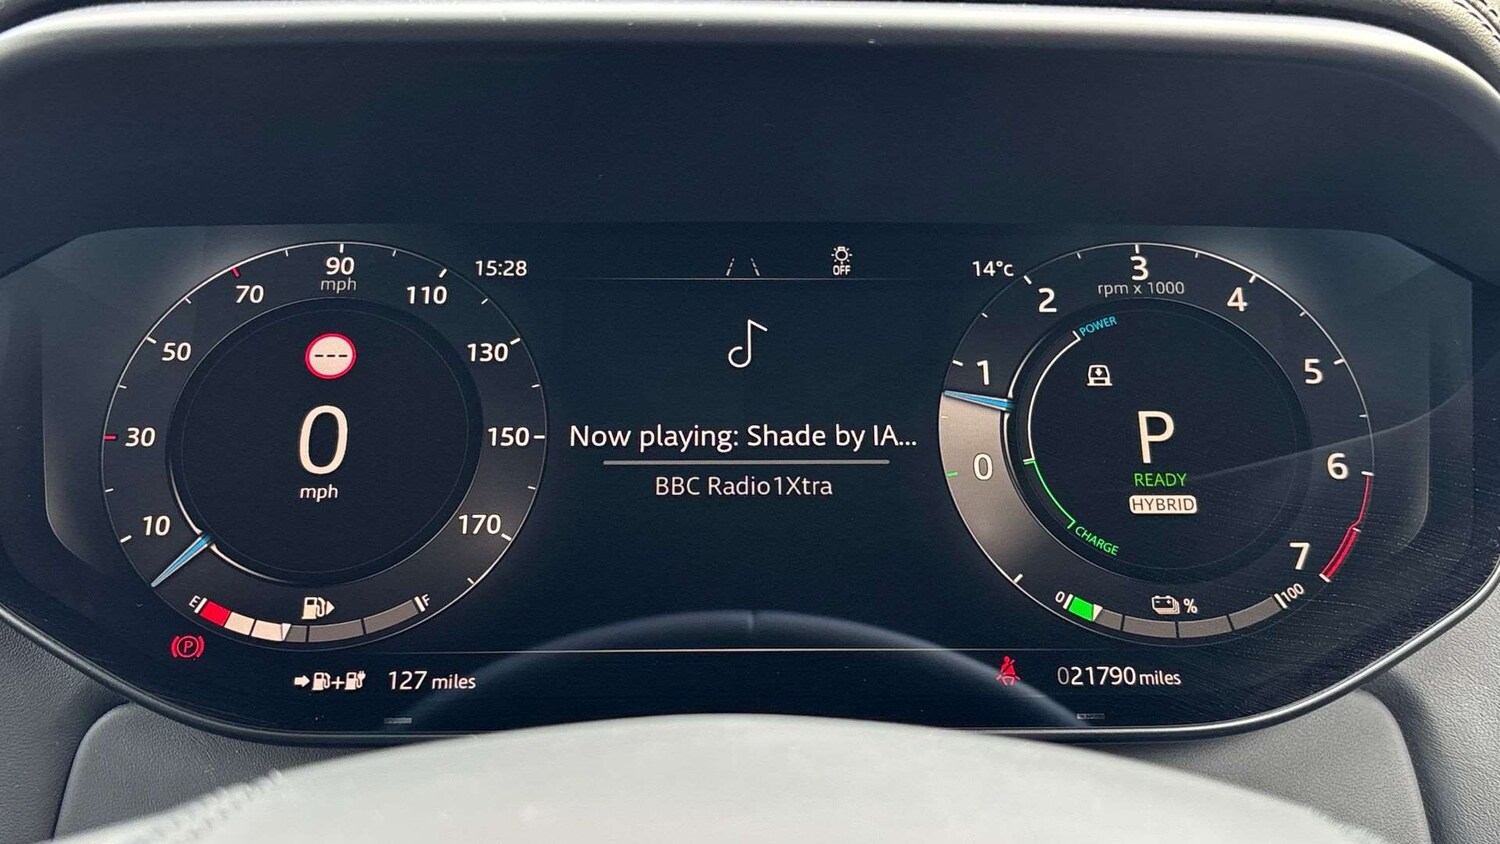 15:28
OFF
14°c
90
mph
70
110
50
130
30
150
10
170
---
0
mph
E
F
P
127 miles
Now playing: Shade by IA...
BBC Radio1Xtra
3
rpm x 1000
2
4
1
5
0
6
7
POWER
P
READY
HYBRID
CHARGE
0
%
100
021790 miles